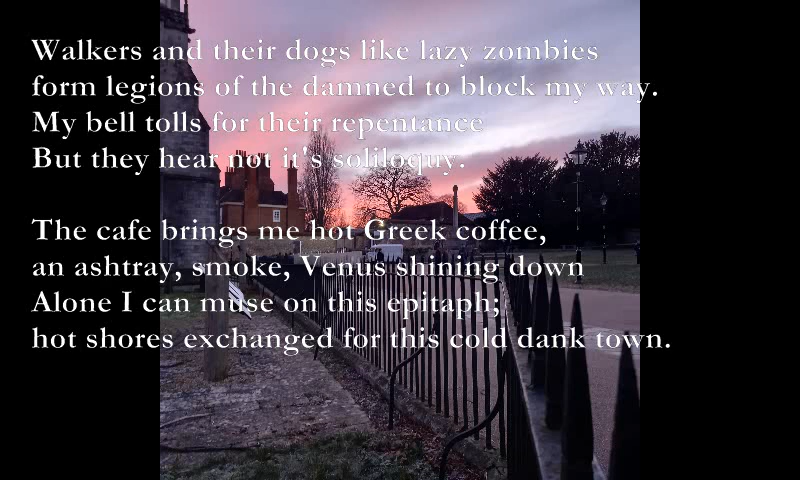 Walkers and their dogs like lazy zombies
form legions of the damned to block my way.
My bell tolls for their repentance
But they hear not it's soliloquy.
The cafe brings me hot Greek coffee,
an ashtray, smoke, Venus shining down
Alone I can muse on this epitaph;
hot shores exchanged for this cold dank town.